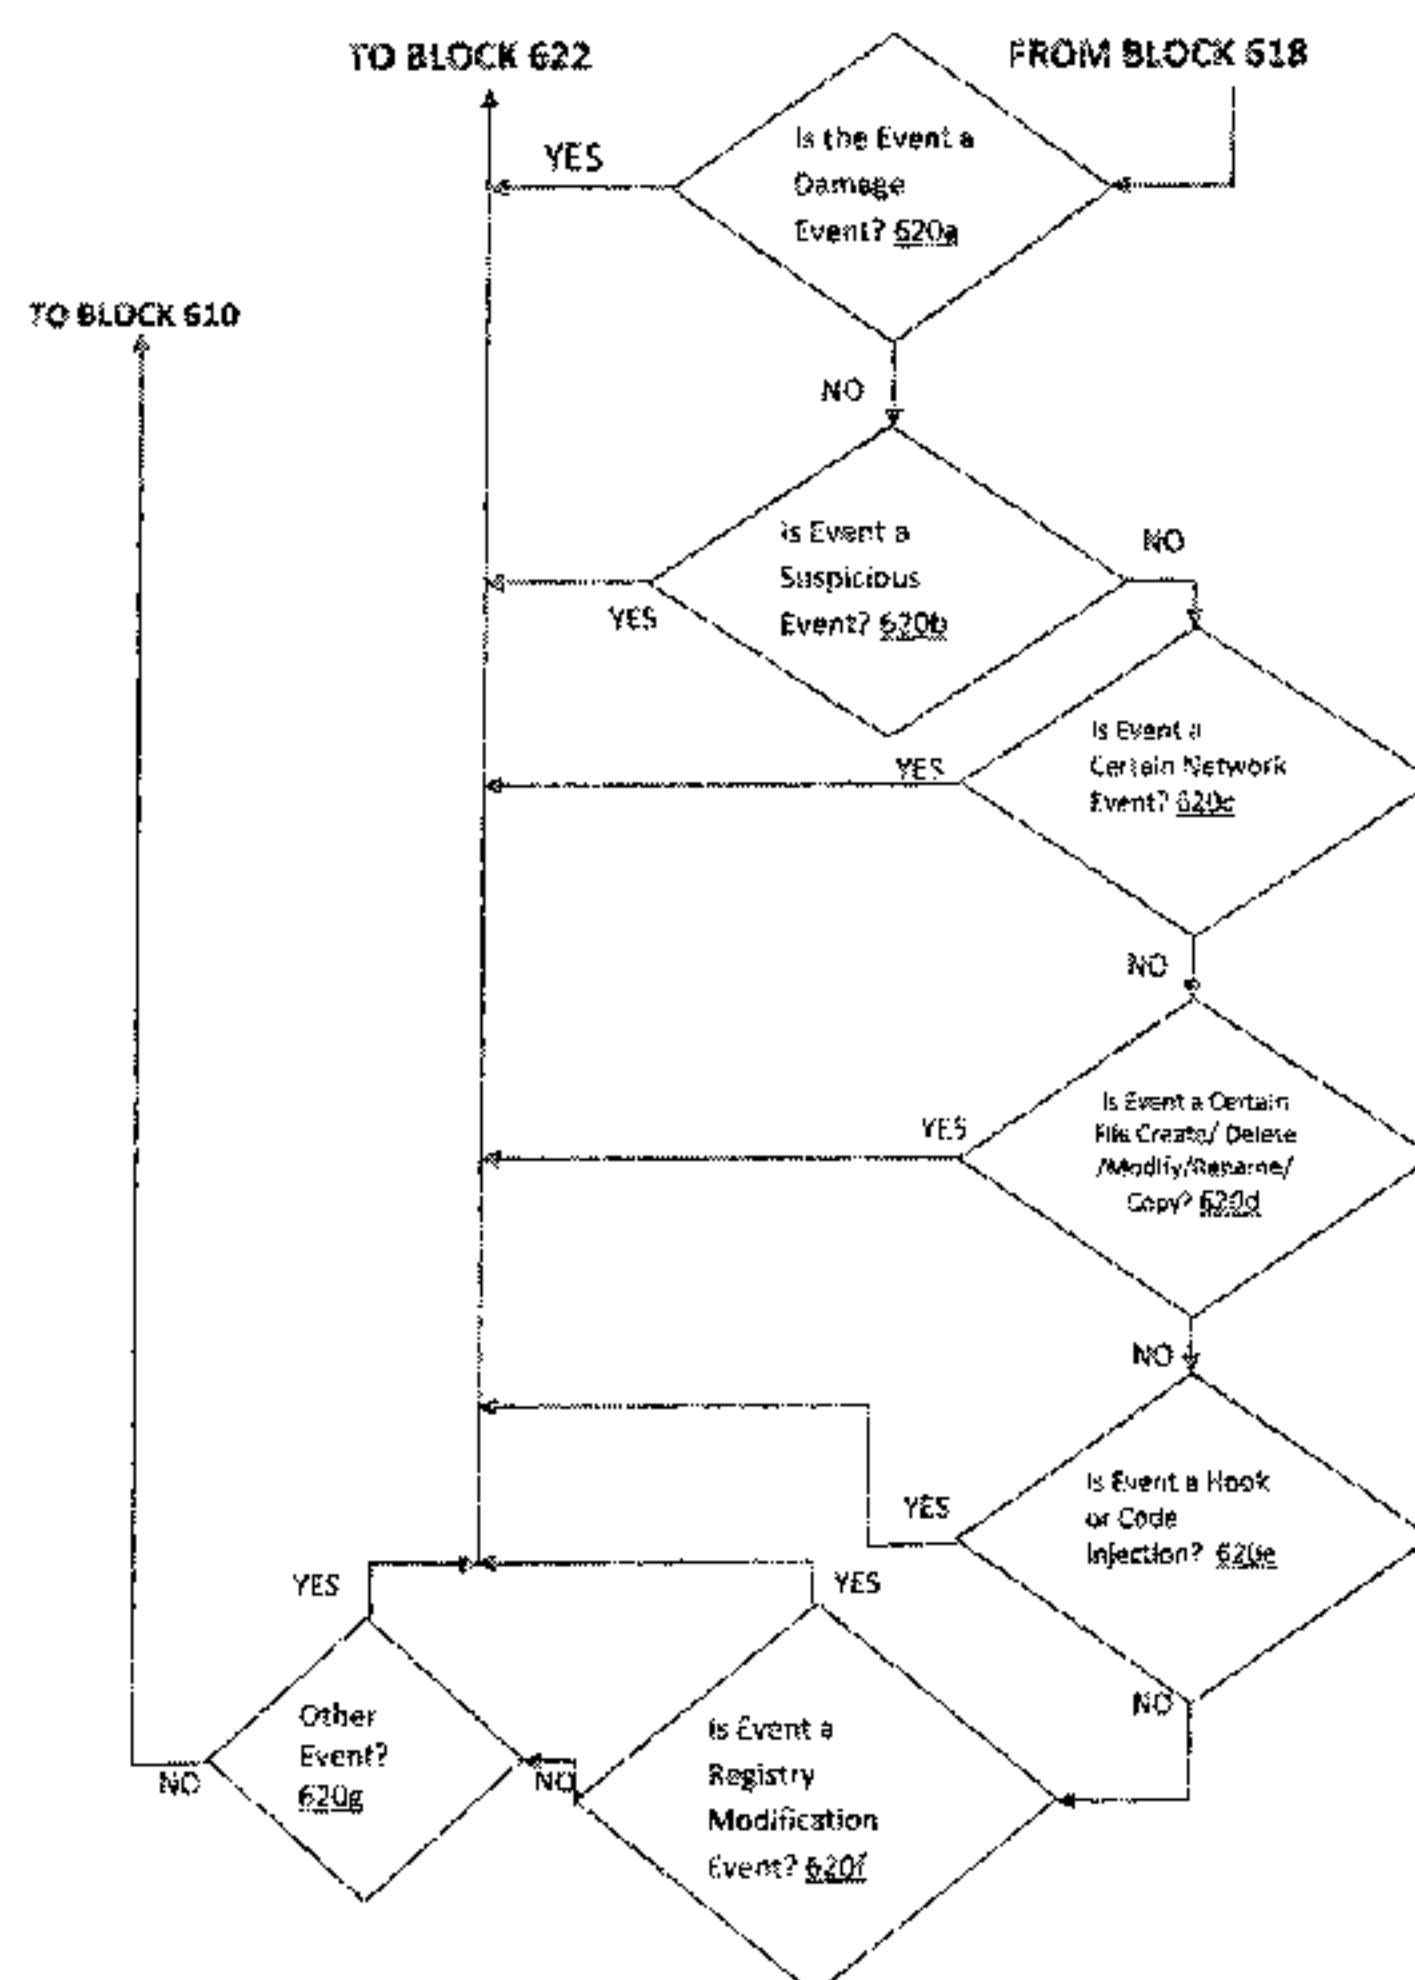 TO BLOCK 622
FROM BLOCK 618
Is the Event a
Damage
Event? 620a
YES
NO
TO BLOCK 610
Is Event a
Suspicious
Event? 620b
NO
YES
Is Event a
Certain Network
Event? 620c
YES
NO
Is Event a Certain
File Create/ Delete
/Modify/Rename/
Copy? 620d
YES
NO
Is Event a Hook
or Code
Injection? 620e
YES
NO
YES
YES
Other
Event?
620g
NO
NO
Is Event a
Registry
Modification
Event? 620f